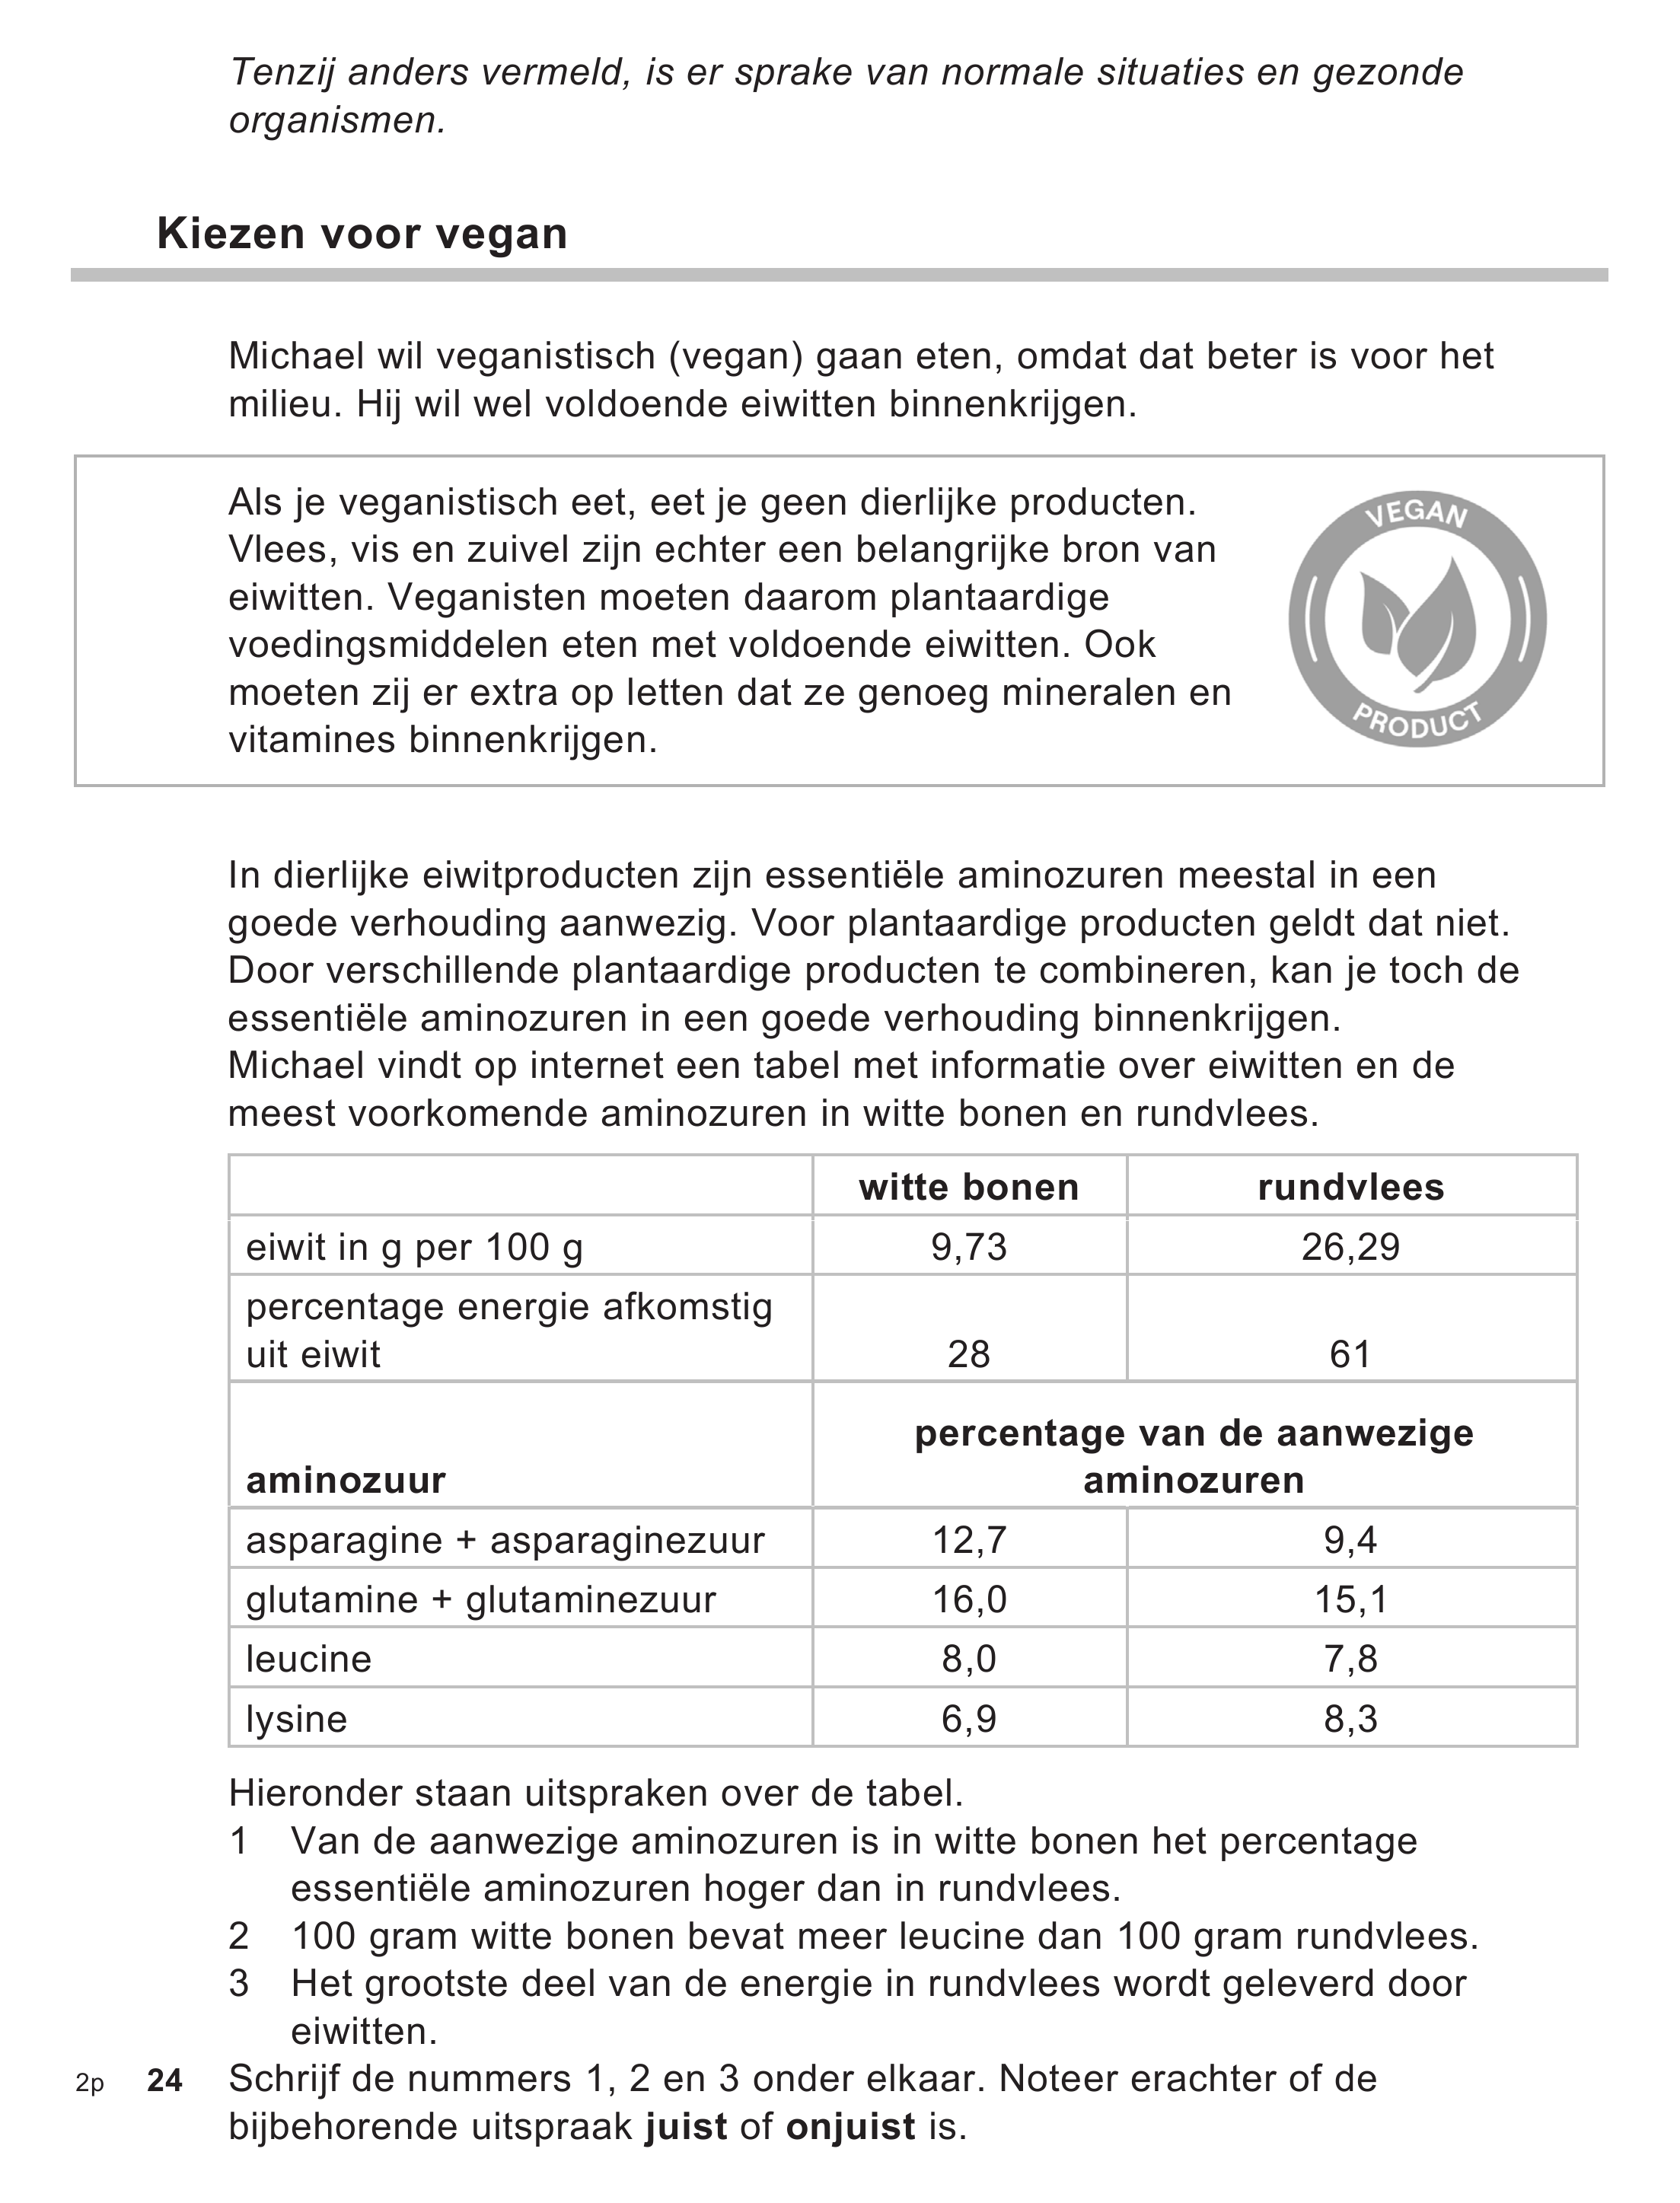 Tenzij anders vermeld, is er sprake van normale situaties en gezonde
organismen.
Kiezen voor vegan
Michael wil veganistisch (vegan) gaan eten, omdat dat beter is voor het
milieu. Hij wil wel voldoende eiwitten binnenkrijgen.
Als je veganistisch eet, eet je geen dierlijke producten.
Vlees, vis en zuivel zijn echter een belangrijke bron van
eiwitten. Veganisten moeten daarom plantaardige
voedingsmiddelen eten met voldoende eiwitten. Ook
moeten zij er extra op letten dat ze genoeg mineralen en
vitamines binnenkrijgen.
VEGAN
PRODUCT
In dierlijke eiwitproducten zijn essentiële aminozuren meestal in een
goede verhouding aanwezig. Voor plantaardige producten geldt dat niet.
Door verschillende plantaardige producten te combineren, kan je toch de
essentiële aminozuren in een goede verhouding binnenkrijgen.
Michael vindt op internet een tabel met informatie over eiwitten en de
meest voorkomende aminozuren in witte bonen en rundvlees.
witte bonen rundvlees
eiwit in g per 100 g 9,73 26,29
percentage energie afkomstig
uit eiwit 28 61
percentage van de aanwezige
aminozuur aminozuren
asparagine + asparaginezuur 12,7 9,4
glutamine + glutaminezuur 16,0 15,1
leucine 8,0 7,8
lysine 6,9 8,3
Hieronder staan uitspraken over de tabel.
1 Van de aanwezige aminozuren is in witte bonen het percentage
essentiële aminozuren hoger dan in rundvlees.
2 100 gram witte bonen bevat meer leucine dan 100 gram rundvlees.
3 Het grootste deel van de energie in rundvlees wordt geleverd door
eiwitten.
2p 24 Schrijf de nummers 1, 2 en 3 onder elkaar. Noteer erachter of de
bijbehorende uitspraak juist of onjuist is.